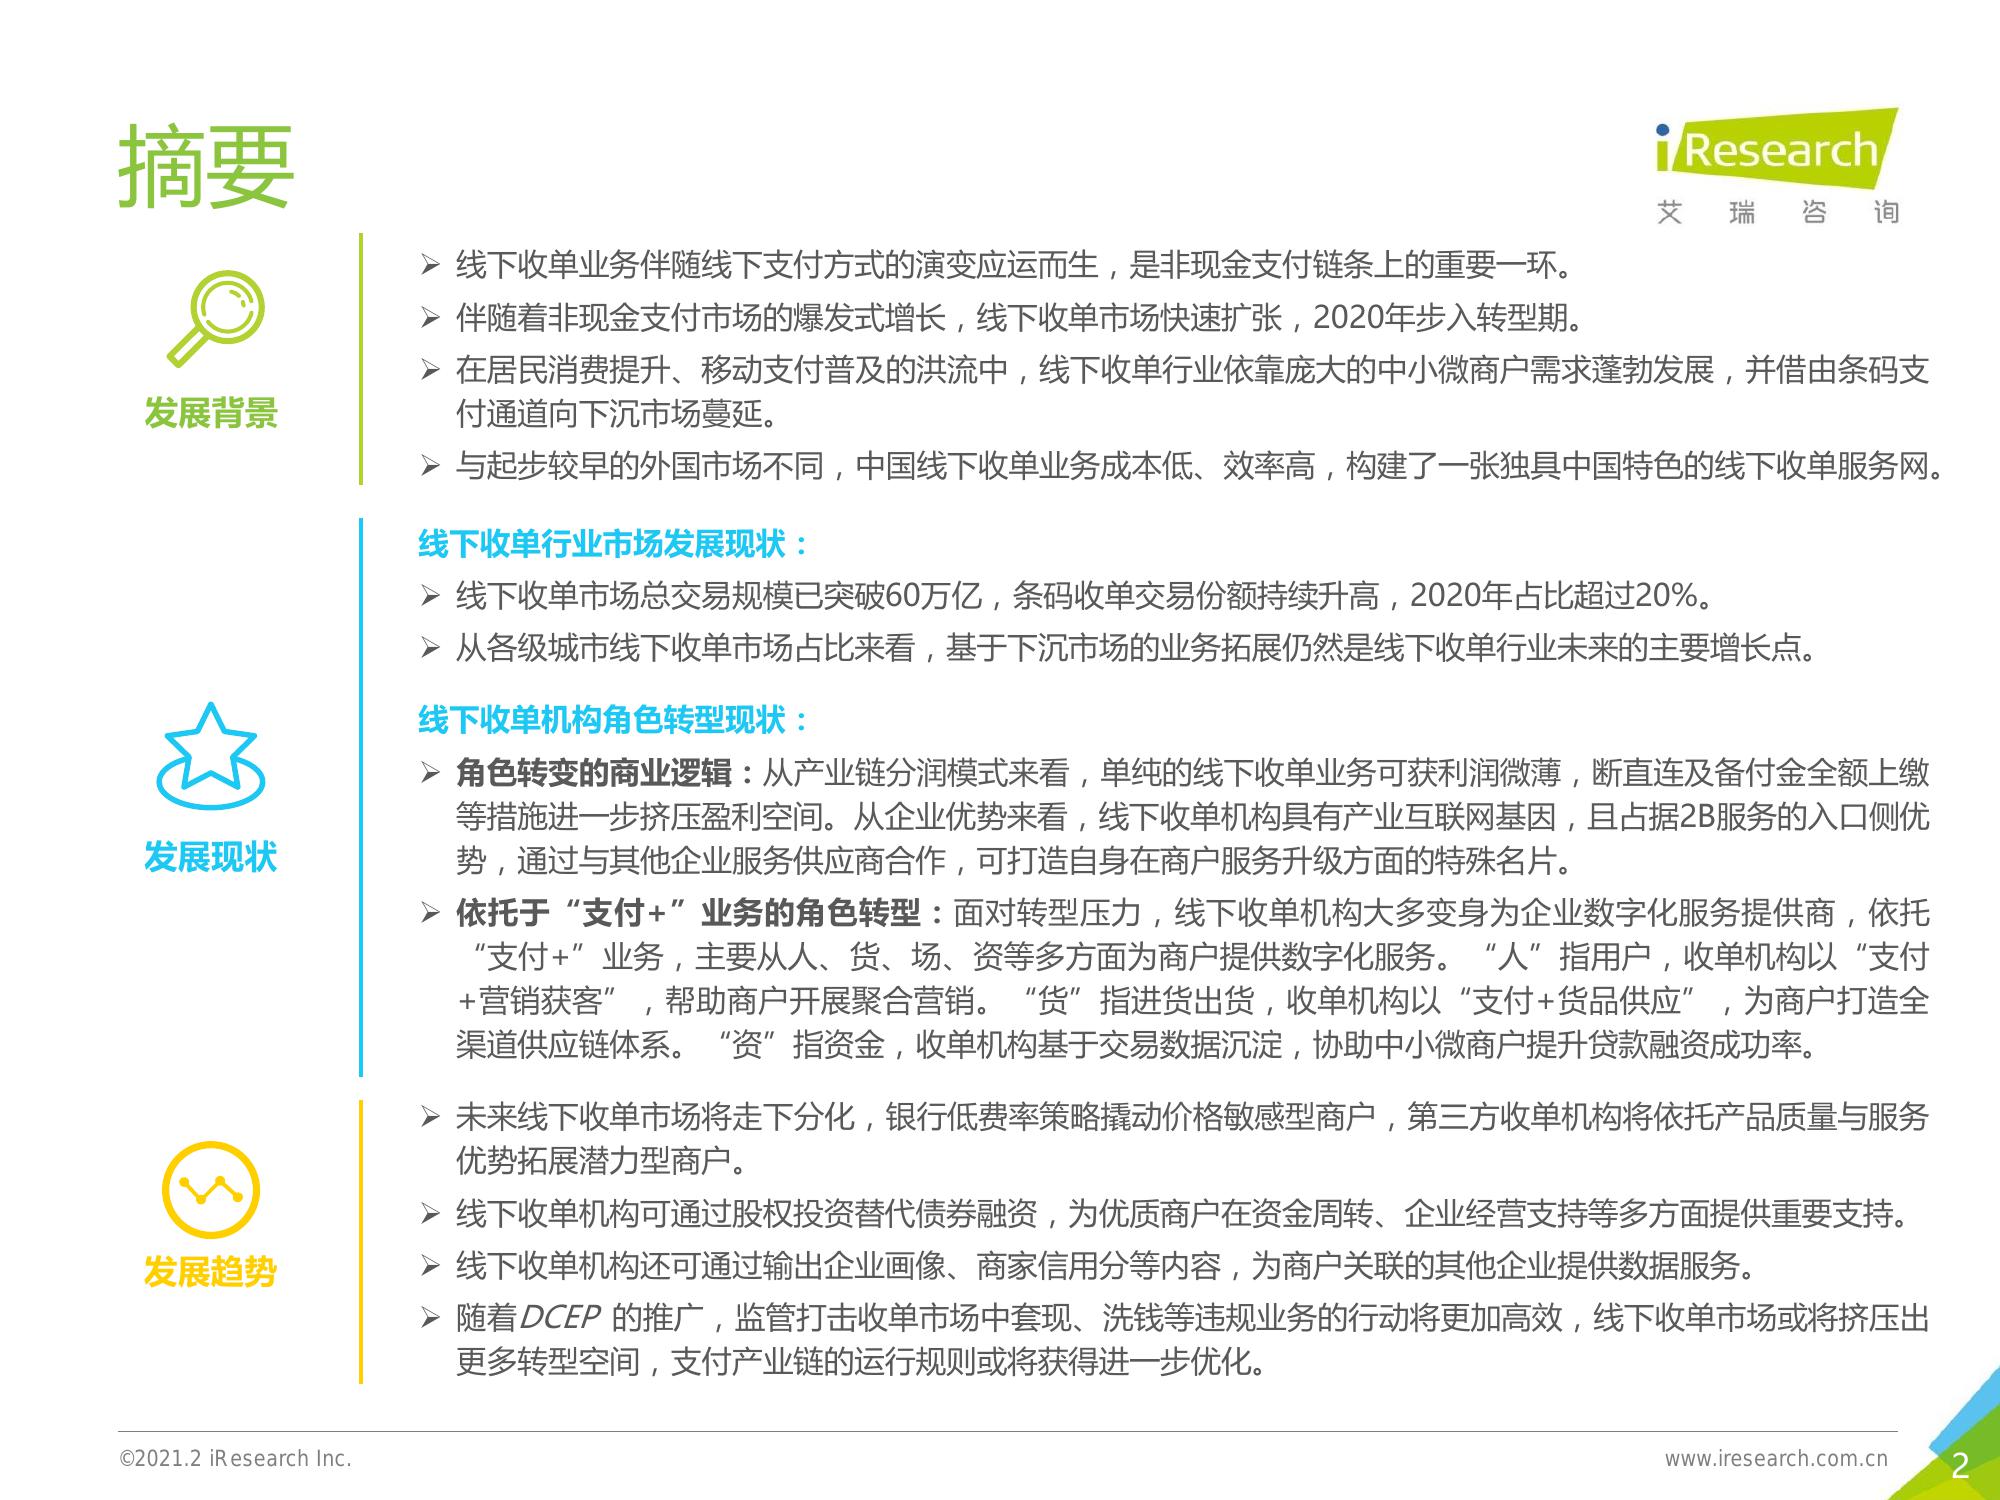 摘要
iResearch
艾瑞咨询
发展背景
➢ 线下收单业务伴随线下支付方式的演变应运而生，是非现金支付链条上的重要一环。
➢ 伴随着非现金支付市场的爆发式增长，线下收单市场快速扩张，2020年步入转型期。
➢ 在居民消费提升、移动支付普及的洪流中，线下收单行业依靠庞大的中小微商户需求蓬勃发展，并借由条码支
付通道向下沉市场蔓延。
➢ 与起步较早的外国市场不同，中国线下收单业务成本低、效率高，构建了一张独具中国特色的线下收单服务网。
发展现状
线下收单行业市场发展现状：
➢ 线下收单市场总交易规模已突破60万亿，条码收单交易份额持续升高，2020年占比超过20%。
➢ 从各级城市线下收单市场占比来看，基于下沉市场的业务拓展仍然是线下收单行业未来的主要增长点。
线下收单机构角色转型现状：
➢ 角色转变的商业逻辑：从产业链分润模式来看，单纯的线下收单业务可获利润微薄，断直连及备付金全额上缴
等措施进一步挤压盈利空间。从企业优势来看，线下收单机构具有产业互联网基因，且占据2B服务的入口侧优
势，通过与其他企业服务供应商合作，可打造自身在商户服务升级方面的特殊名片。
➢ 依托于“支付+”业务的角色转型：面对转型压力，线下收单机构大多变身为企业数字化服务提供商，依托
“支付+”业务，主要从人、货、场、资等多方面为商户提供数字化服务。“人”指用户，收单机构以“支付
+营销获客”，帮助商户开展聚合营销。“货”指进货出货，收单机构以“支付+货品供应”，为商户打造全
渠道供应链体系。“资”指资金，收单机构基于交易数据沉淀，协助中小微商户提升贷款融资成功率。
发展趋势
➢ 未来线下收单市场将走下分化，银行低费率策略撬动价格敏感型商户，第三方收单机构将依托产品质量与服务
优势拓展潜力型商户。
➢ 线下收单机构可通过股权投资替代债券融资，为优质商户在资金周转、企业经营支持等多方面提供重要支持。
➢ 线下收单机构还可通过输出企业画像、商家信用分等内容，为商户关联的其他企业提供数据服务。
➢ 随着DCEP 的推广，监管打击收单市场中套现、洗钱等违规业务的行动将更加高效，线下收单市场或将挤压出
更多转型空间，支付产业链的运行规则或将获得进一步优化。
©2021.2 iResearch Inc.
www.iresearch.com.cn
2